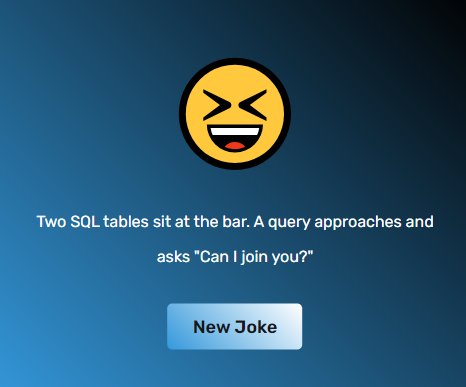 Two SQL tables sit at the bar. A query approaches and
asks "Can I join you?"
New Joke